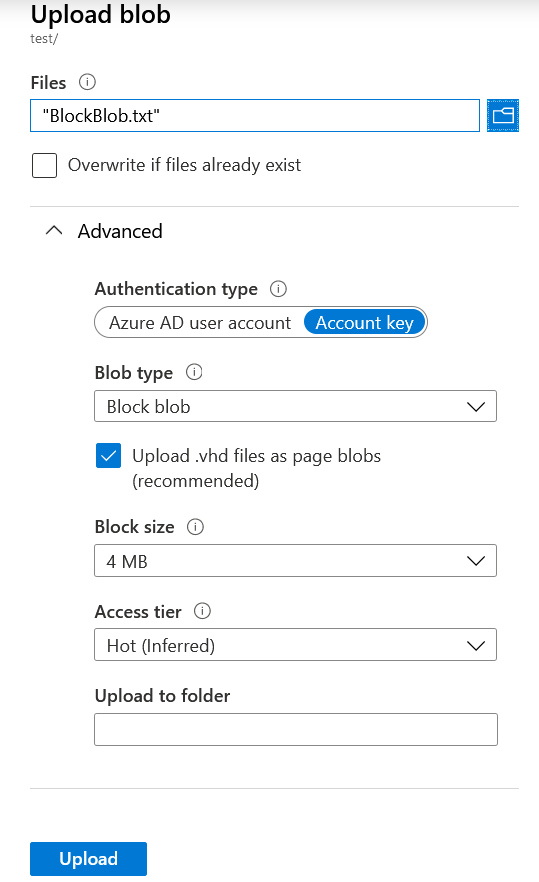 Upload blob
test/
Files
"BlockBlob.txt"
Overwrite if files already exist
Advanced
Authentication type
Azure AD user account Account key
Blob type
Block blob
Upload .vhd files as page blobs
(recommended)
Block size
4 MB
Access tier
Hot (Inferred)
Upload to folder
Upload